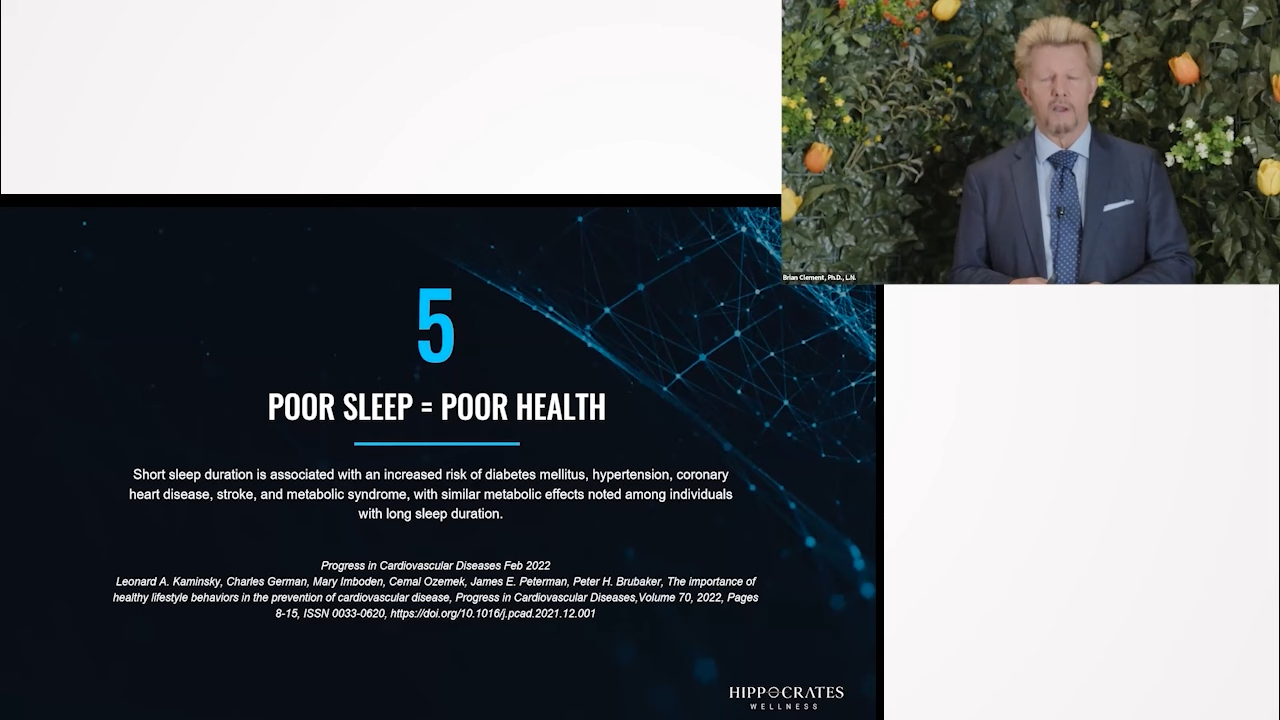 Brian Clement, Ph.D., L.N.
5
POOR SLEEP = POOR HEALTH
Short sleep duration is associated with an increased risk of diabetes mellitus, hypertension, coronary
heart disease, stroke, and metabolic syndrome, with similar metabolic effects noted among individuals
with long sleep duration.
Progress in Cardiovascular Diseases Feb 2022
Leonard A. Kaminsky, Charles German, Mary Imboden, Cemal Ozemek, James E. Peterman, Peter H. Brubaker, The importance of
healthy lifestyle behaviors in the prevention of cardiovascular disease, Progress in Cardiovascular Diseases,Volume 70, 2022, Pages
8-15, ISSN 0033-0620, https://doi.org/10.1016/j.pcad.2021.12.001
HIPPOCRATES
WELLNESS